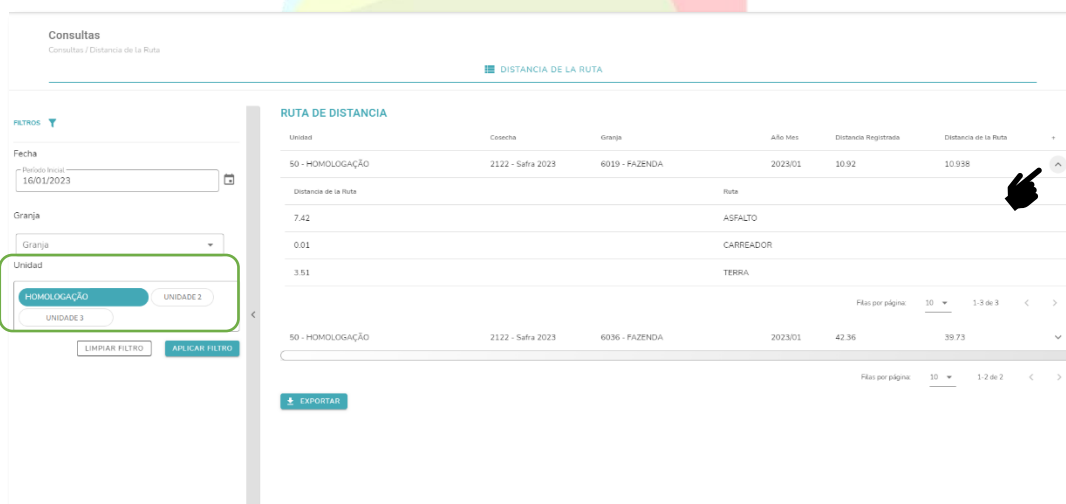 Consultas
Consultas / Distancia de la Ruta
DISTANCIA DE LA RUTA
FILTROS
Fecha
Período Inicial
16/01/2023
Granja
Granja
Unidad
HOMOLOGAÇÃO UNIDADE 2
UNIDADE 3
LIMPIAR FILTRO APLICAR FILTRO
RUTA DE DISTANCIA
Unidad Cosecha Granja Año Mes Distancia Registrada Distancia de la Ruta +
50 - HOMOLOGAÇÃO 2122 - Safra 2023 6019 - FAZENDA 2023/01 10.92 10.938
Distancia de la Ruta Ruta
7.42 ASFALTO
0.01 CARREADOR
3.51 TERRA
Filas por página: 10 1-3 de 3
50 - HOMOLOGAÇÃO 2122 - Safra 2023 6036 - FAZENDA 2023/01 42.36 39.73
Filas por página: 10 1-2 de 2
EXPORTAR